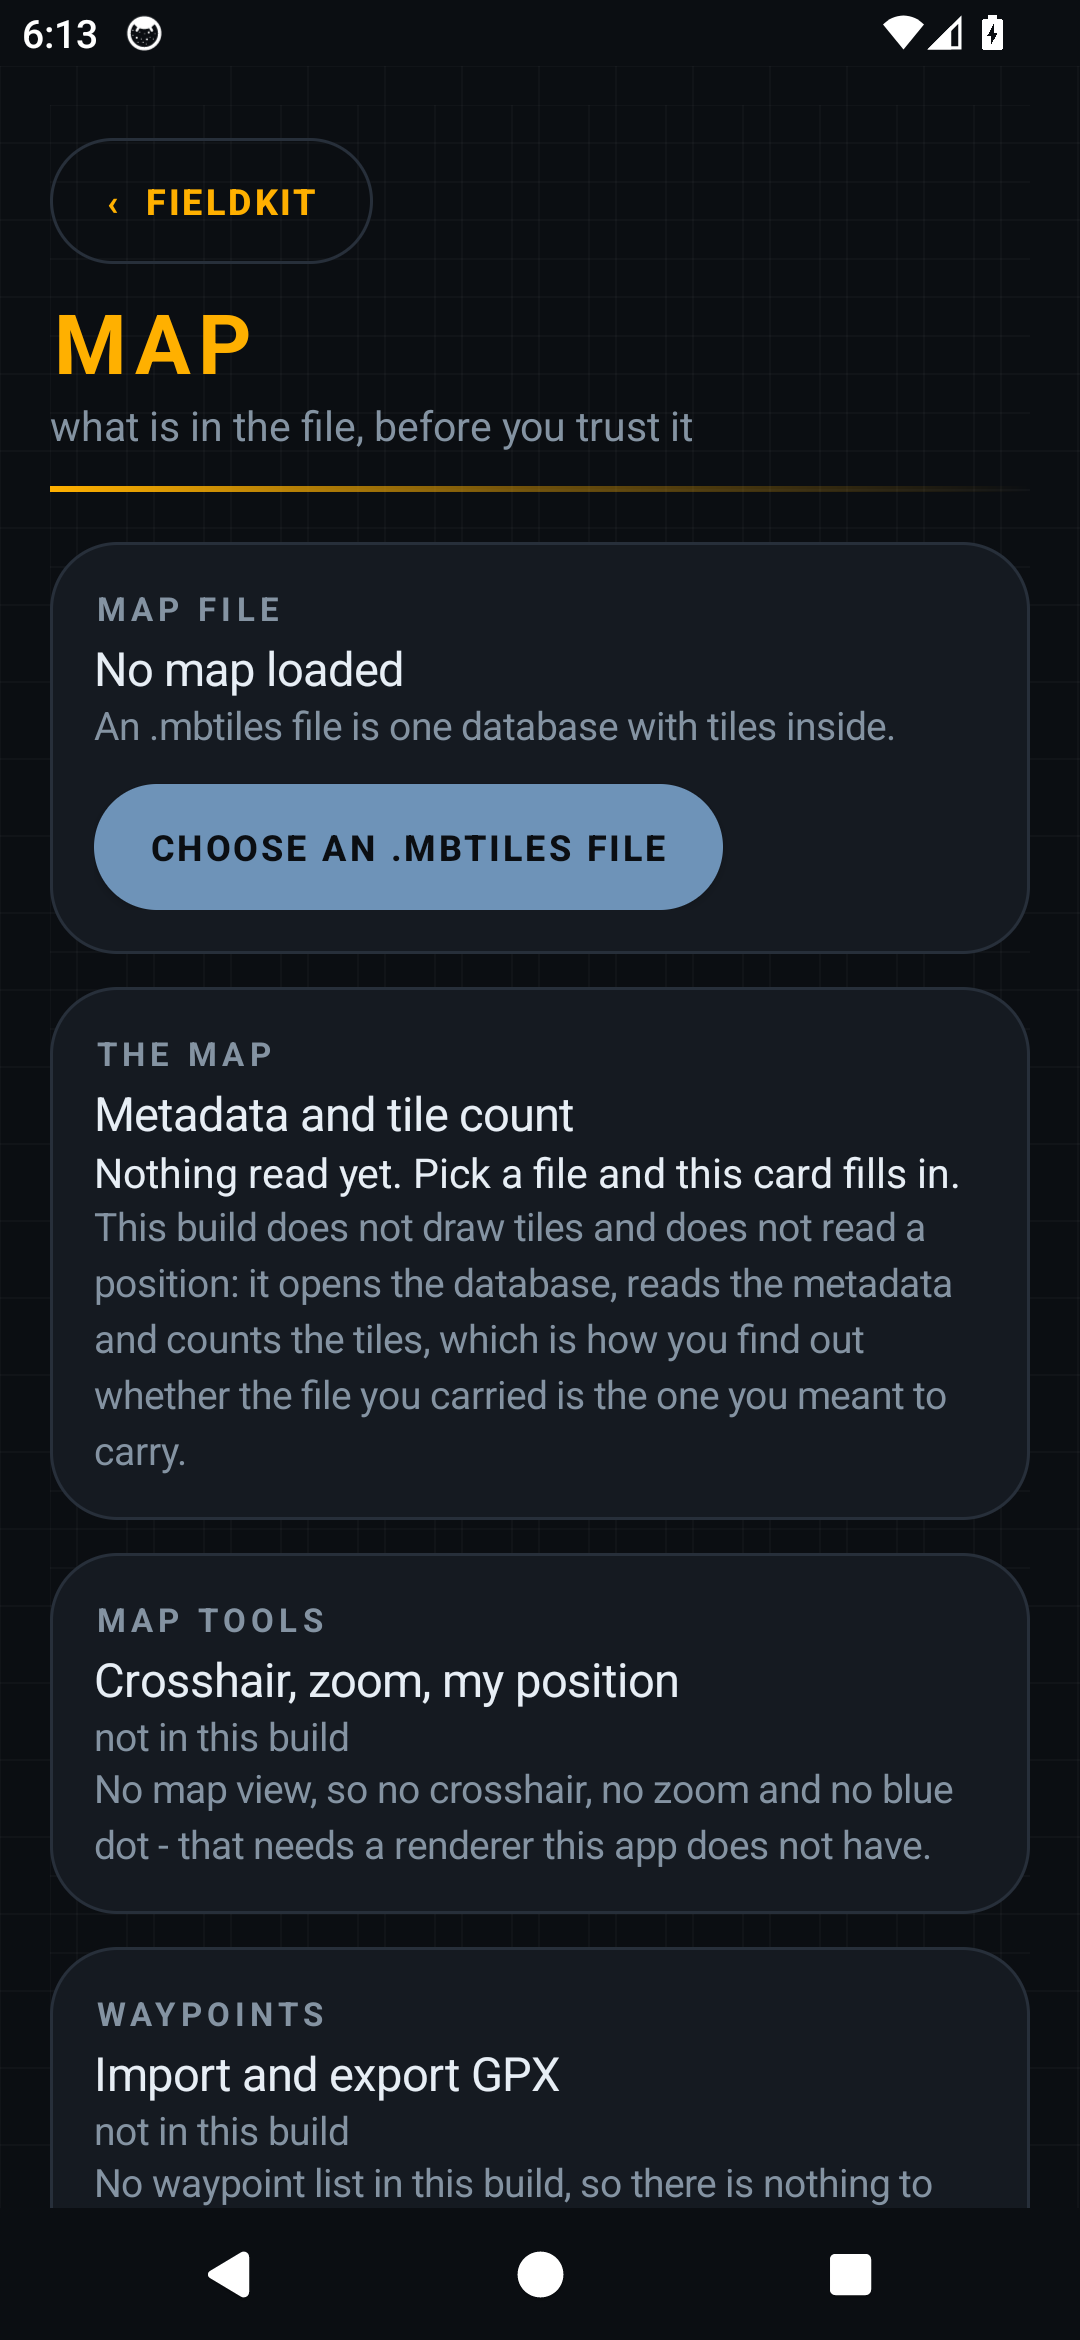 6:13
‹ FIELDKIT
MAP
what is in the file, before you trust it
MAP FILE
No map loaded
An .mbtiles file is one database with tiles inside.
CHOOSE AN .MBTILES FILE
THE MAP
Metadata and tile count
Nothing read yet. Pick a file and this card fills in.
This build does not draw tiles and does not read a
position: it opens the database, reads the metadata
and counts the tiles, which is how you find out
whether the file you carried is the one you meant to
carry.
MAP TOOLS
Crosshair, zoom, my position
not in this build
No map view, so no crosshair, no zoom and no blue
dot - that needs a renderer this app does not have.
WAYPOINTS
Import and export GPX
not in this build
No waypoint list in this build, so there is nothing to